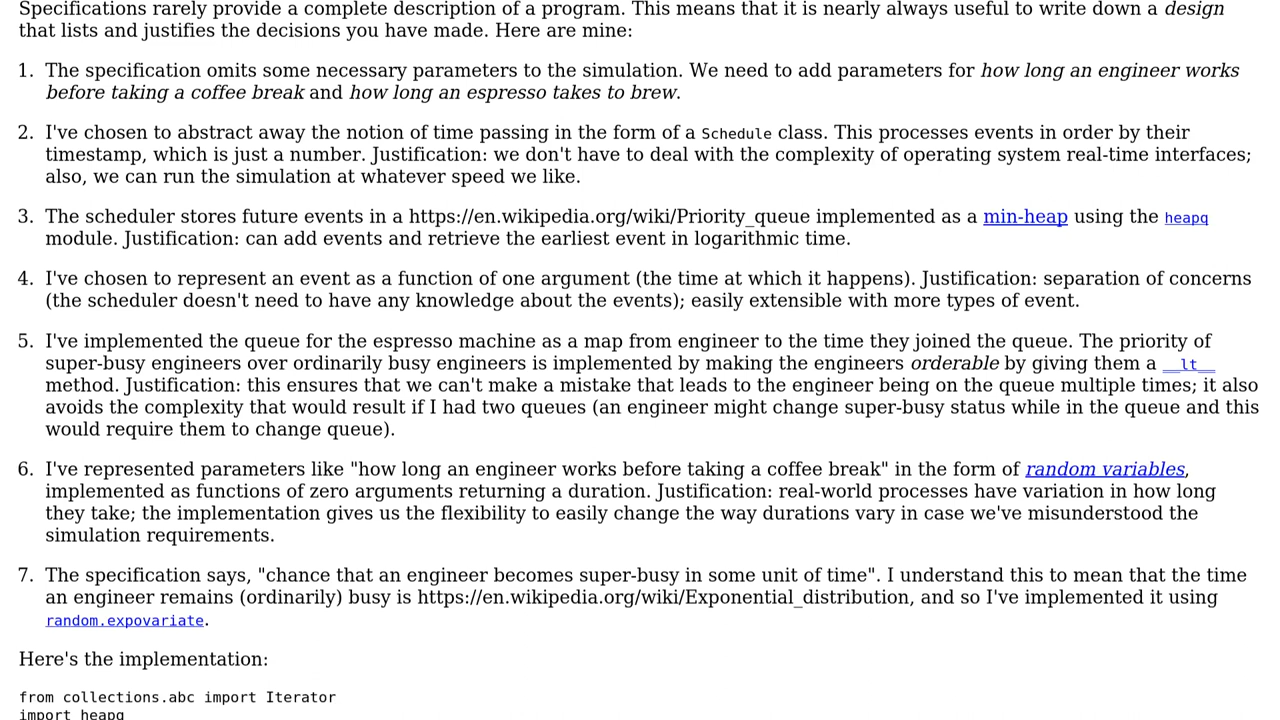 Specifications rarely provide a complete description of a program. This means that it is nearly always useful to write down a design
that lists and justifies the decisions you have made. Here are mine:
1. The specification omits some necessary parameters to the simulation. We need to add parameters for how long an engineer works
before taking a coffee break and how long an espresso takes to brew.
2. I've chosen to abstract away the notion of time passing in the form of a Schedule class. This processes events in order by their
timestamp, which is just a number. Justification: we don't have to deal with the complexity of operating system real-time interfaces;
also, we can run the simulation at whatever speed we like.
3. The scheduler stores future events in a https://en.wikipedia.org/wiki/Priority_queue implemented as a min-heap using the heapq
module. Justification: can add events and retrieve the earliest event in logarithmic time.
4. I've chosen to represent an event as a function of one argument (the time at which it happens). Justification: separation of concerns
(the scheduler doesn't need to have any knowledge about the events); easily extensible with more types of event.
5. I've implemented the queue for the espresso machine as a map from engineer to the time they joined the queue. The priority of
super-busy engineers over ordinarily busy engineers is implemented by making the engineers orderable by giving them a __lt__
method. Justification: this ensures that we can't make a mistake that leads to the engineer being on the queue multiple times; it also
avoids the complexity that would result if I had two queues (an engineer might change super-busy status while in the queue and this
would require them to change queue).
6. I've represented parameters like "how long an engineer works before taking a coffee break" in the form of random variables,
implemented as functions of zero arguments returning a duration. Justification: real-world processes have variation in how long
they take; the implementation gives us the flexibility to easily change the way durations vary in case we've misunderstood the
simulation requirements.
7. The specification says, "chance that an engineer becomes super-busy in some unit of time". I understand this to mean that the time
an engineer remains (ordinarily) busy is https://en.wikipedia.org/wiki/Exponential_distribution, and so I've implemented it using
random.expovariate.
Here's the implementation:
from collections.abc import Iterator
import heapq